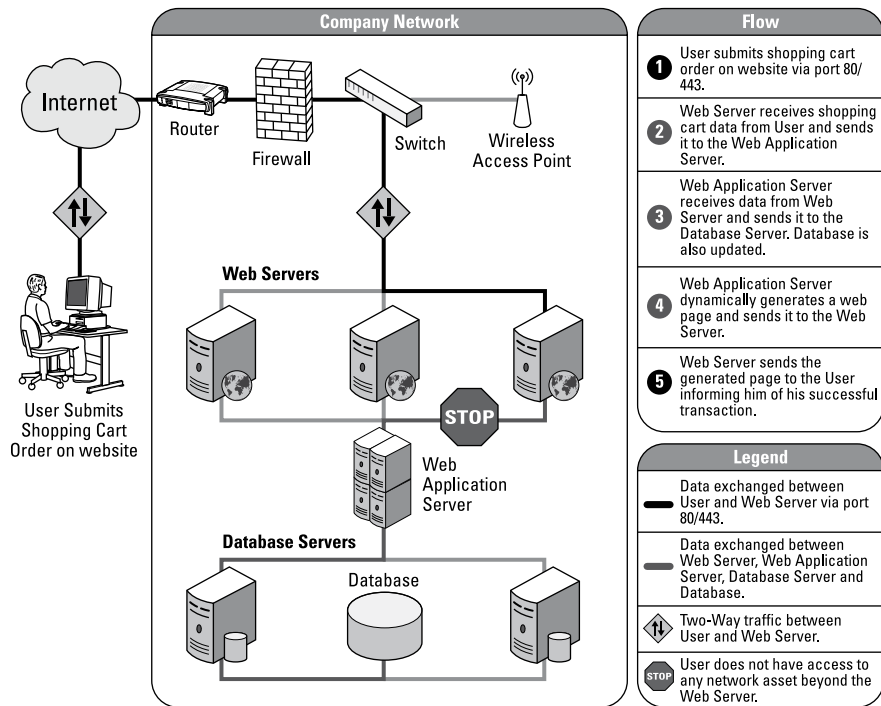 Company Network
Internet
Router
Firewall
Switch
Wireless
Access Point
Web Servers
User Submits
Shopping Cart
Order on website
STOP
Web
Application
Server
Database Servers
Database
Flow
1
User submits shopping cart
order on website via port 80/
443.
2
Web Server receives shopping
cart data from User and sends
it to the Web Application
Server.
3
Web Application Server
receives data from Web
Server and sends it to the
Database Server. Database is
also updated.
4
Web Application Server
dynamically generates a web
page and sends it to the Web
Server.
5
Web Server sends the
generated page to the User
informing him of his successful
transaction.
Legend
Data exchanged between
User and Web Server via port
80/443.
Data exchanged between
Web Server, Web Application
Server, Database Server and
Database.
Two-Way traffic between
User and Web Server.
STOP
User does not have access to
any network asset beyond the
Web Server.